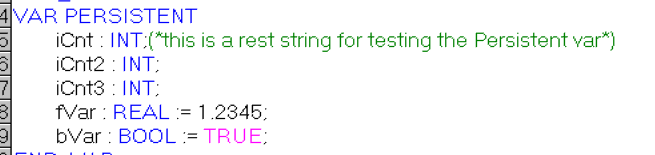 4 VAR PERSISTENT
5 iCnt : INT;(*this is a rest string for testing the Persistent var*)
6 iCnt2 : INT;
7 iCnt3 : INT;
8 fVar : REAL := 1.2345;
9 bVar : BOOL := TRUE;